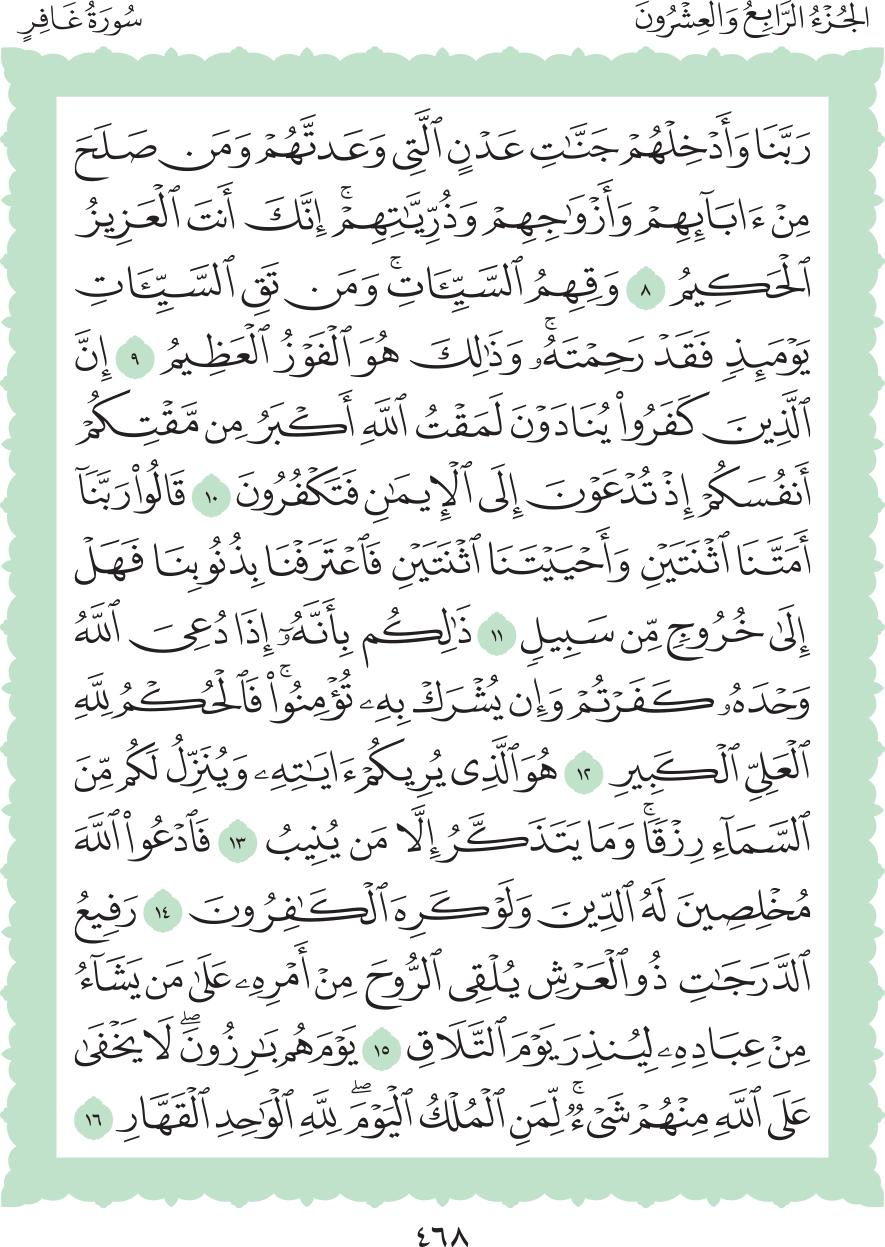 الجُزْءُ الرَّابِعُ وَالْعِشْرُونَ
سُورَةُ غَافِرٍ
رَبَّنَا وَأَدْخِلْهُمْ جَنَّـٰتِ عَدْنٍ ٱلَّتِى وَعَدتَّهُمْ وَمَن صَلَحَ
مِنْ ءَابَآئِهِمْ وَأَزْوَٰجِهِمْ وَذُرِّيَّـٰتِهِمْ ۚ إِنَّكَ أَنتَ ٱلْعَزِيزُ
ٱلْحَكِيمُ ٨ وَقِهِمُ ٱلسَّيِّـَٔاتِ ۚ وَمَن تَقِ ٱلسَّيِّـَٔاتِ
يَوْمَئِذٍ فَقَدْ رَحِمْتَهُۥ ۚ وَذَٰلِكَ هُوَ ٱلْفَوْزُ ٱلْعَظِيمُ ٩ إِنَّ
ٱلَّذِينَ كَفَرُوا۟ يُنَادَوْنَ لَمَقْتُ ٱللَّهِ أَكْبَرُ مِن مَّقْتِكُمْ
أَنفُسَكُمْ إِذْ تُدْعَوْنَ إِلَى ٱلْإِيمَـٰنِ فَتَكْفُرُونَ ١٠ قَالُوا۟ رَبَّنَآ
أَمَتَّنَا ٱثْنَتَيْنِ وَأَحْيَيْتَنَا ٱثْنَتَيْنِ فَٱعْتَرَفْنَا بِذُنُوبِنَا فَهَلْ
إِلَىٰ خُرُوجٍ مِّن سَبِيلٍ ١١ ذَٰلِكُم بِأَنَّهُۥٓ إِذَا دُعِىَ ٱللَّهُ
وَحْدَهُۥ كَفَرْتُمْ وَإِن يُشْرَكْ بِهِۦ تُؤْمِنُوا۟ ۚ فَٱلْحُكْمُ لِلَّهِ
ٱلْعَلِىِّ ٱلْكَبِيرِ ١٢ هُوَ ٱلَّذِى يُرِيكُمْ ءَايَـٰتِهِۦ وَيُنَزِّلُ لَكُم مِّنَ
ٱلسَّمَآءِ رِزْقًا ۚ وَمَا يَتَذَكَّرُ إِلَّا مَن يُنِيبُ ١٣ فَٱدْعُوا۟ ٱللَّهَ
مُخْلِصِينَ لَهُ ٱلدِّينَ وَلَوْ كَرِهَ ٱلْكَـٰفِرُونَ ١٤ رَفِيعُ
ٱلدَّرَجَـٰتِ ذُو ٱلْعَرْشِ يُلْقِى ٱلرُّوحَ مِنْ أَمْرِهِۦ عَلَىٰ مَن يَشَآءُ
مِنْ عِبَادِهِۦ لِيُنذِرَ يَوْمَ ٱلتَّلَاقِ ١٥ يَوْمَ هُم بَـٰرِزُونَ ۖ لَا يَخْفَىٰ
عَلَى ٱللَّهِ مِنْهُمْ شَىْءٌ ۚ لِّمَنِ ٱلْمُلْكُ ٱلْيَوْمَ ۖ لِلَّهِ ٱلْوَٰحِدِ ٱلْقَهَّارِ ١٦
٤٦٨